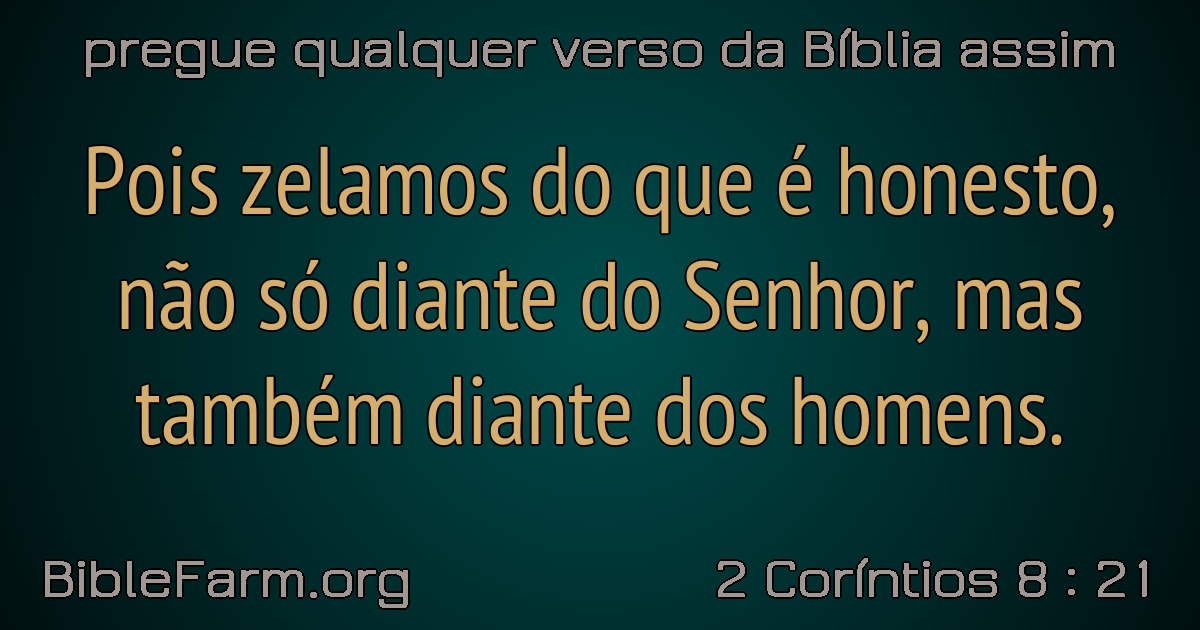 pregue qualquer verso da Bíblia assim
Pois zelamos do que é honesto,
não só diante do Senhor, mas
também diante dos homens.
BibleFarm.org
2 Coríntios 8 : 21